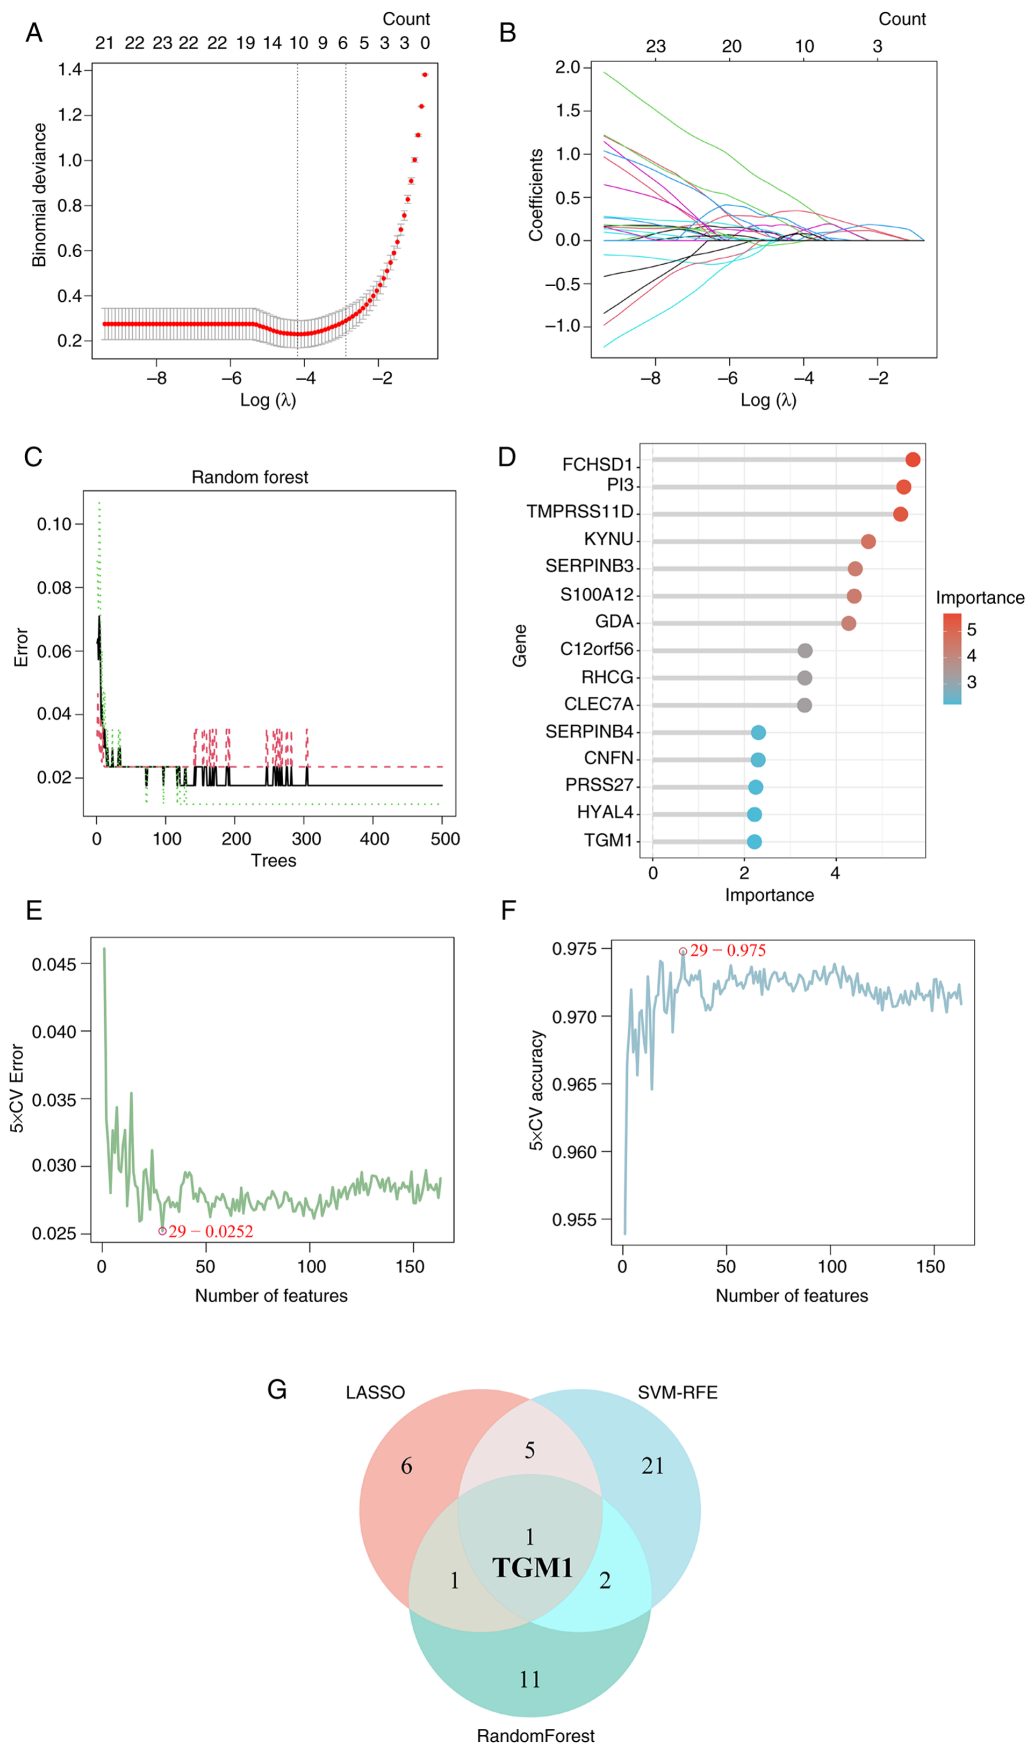 A
Count
21 22 23 22 22 19 14 10 9 6 5 3 3 0
1.4
1.2
1.0
0.8
0.6
0.4
0.2
Binomial deviance
−8 −6 −4 −2
Log (λ)
B
Count
23 20 10 3
2.0
1.5
1.0
0.5
0.0
−0.5
−1.0
Coefficients
−8 −6 −4 −2
Log (λ)
C
Random forest
0.10
0.08
0.06
0.04
0.02
Error
0 100 200 300 400 500
Trees
D
FCHSD1
PI3
TMPRSS11D
KYNU
SERPINB3
S100A12
GDA
C12orf56
RHCG
CLEC7A
SERPINB4
CNFN
PRSS27
HYAL4
TGM1
Gene
0 2 4
Importance
Importance
5
4
3
E
0.045
0.040
0.035
0.030
0.025
5×CV Error
29 − 0.0252
0 50 100 150
Number of features
F
0.975
0.970
0.965
0.960
0.955
5×CV accuracy
29 − 0.975
0 50 100 150
Number of features
G
LASSO
SVM-RFE
5
6
21
1
TGM1
1
2
11
RandomForest